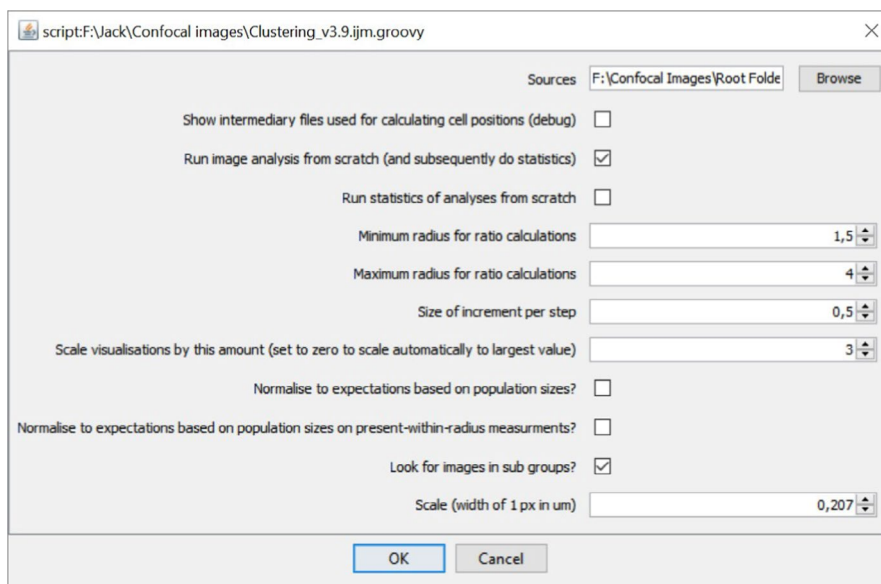 script:F:\Jack\Confocal images\Clustering_v3.9.ijm.groovy
Sources F:\Confocal Images\Root Folde Browse
Show intermediary files used for calculating cell positions (debug)
Run image analysis from scratch (and subsequently do statistics)
Run statistics of analyses from scratch
Minimum radius for ratio calculations 1,5
Maximum radius for ratio calculations 4
Size of increment per step 0,5
Scale visualisations by this amount (set to zero to scale automatically to largest value) 3
Normalise to expectations based on population sizes?
Normalise to expectations based on population sizes on present-within-radius measurments?
Look for images in sub groups?
Scale (width of 1 px in um) 0,207
OK Cancel